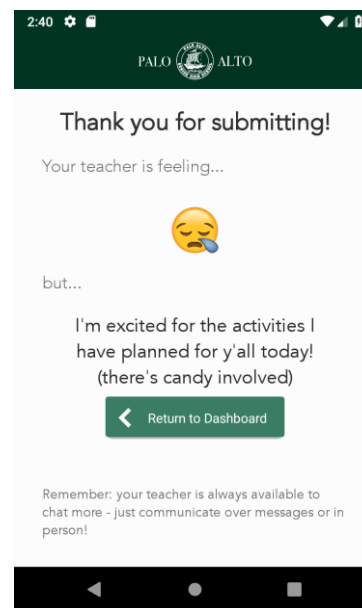 2:40
PALO ALTO
Thank you for submitting!
Your teacher is feeling...
but...
I'm excited for the activities I
have planned for y'all today!
(there's candy involved)
Return to Dashboard
Remember: your teacher is always available to
chat more - just communicate over messages or in
person!